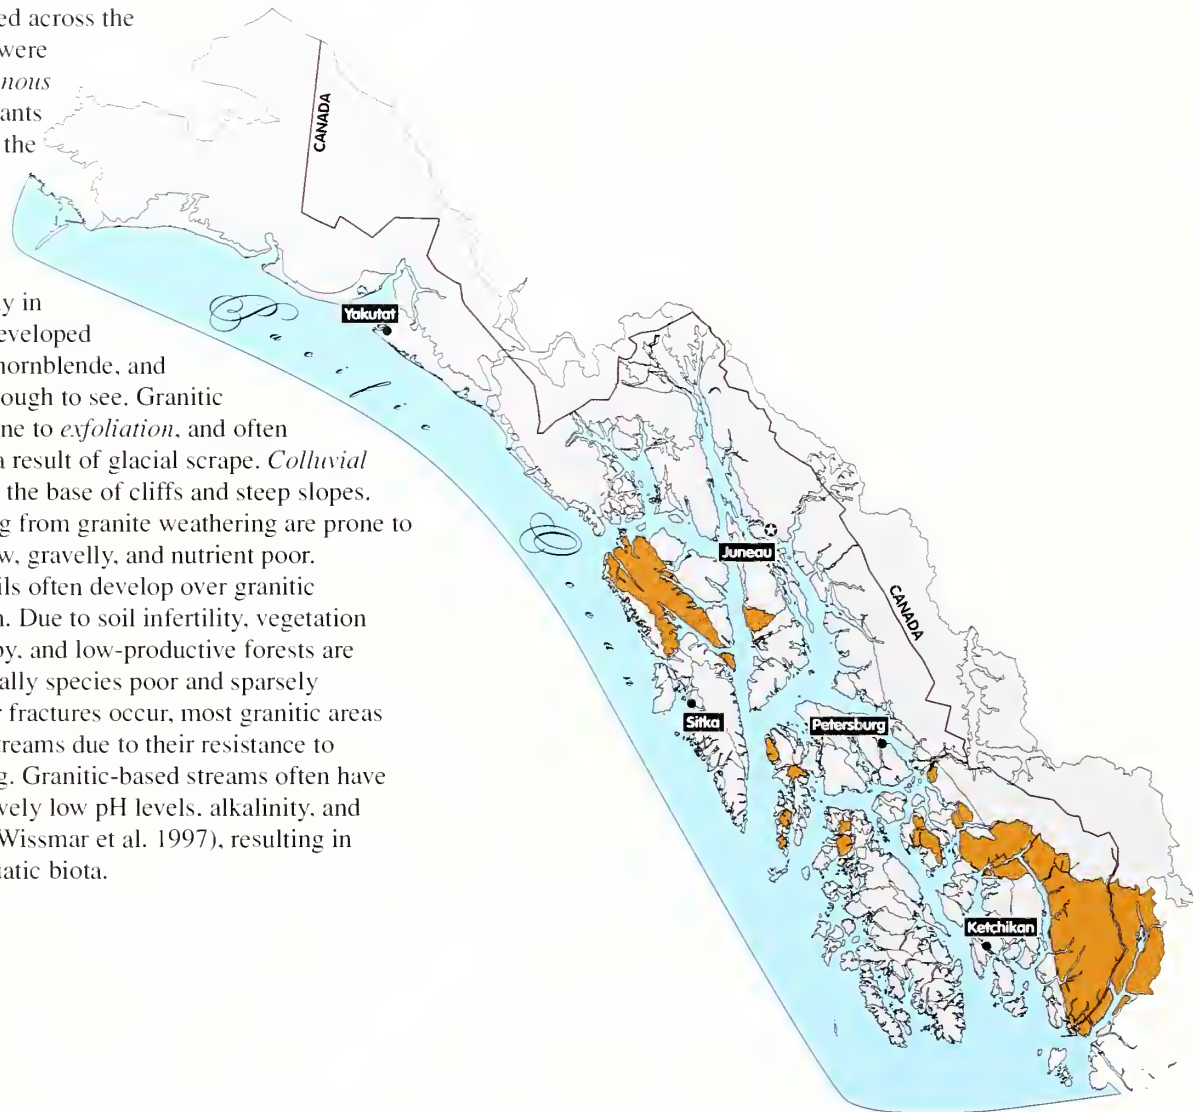 ed across the
were
nous
ants
the
y in
eveloped
hornblende, and
ough to see. Granitic
ne to exfoliation, and often
a result of glacial scrape. Colluvial
the base of cliffs and steep slopes.
g from granite weathering are prone to
w, gravelly, and nutrient poor.
ils often develop over granitic
n. Due to soil infertility, vegetation
by, and low-productive forests are
ally species poor and sparsely
r fractures occur, most granitic areas
treams due to their resistance to
g. Granitic-based streams often have
vely low pH levels, alkalinity, and
Wissmar et al. 1997), resulting in
uatic biota.
CANADA
Yakutat
Pacific
Ocean
Juneau
CANADA
Sitka
Petersburg
Ketchikan